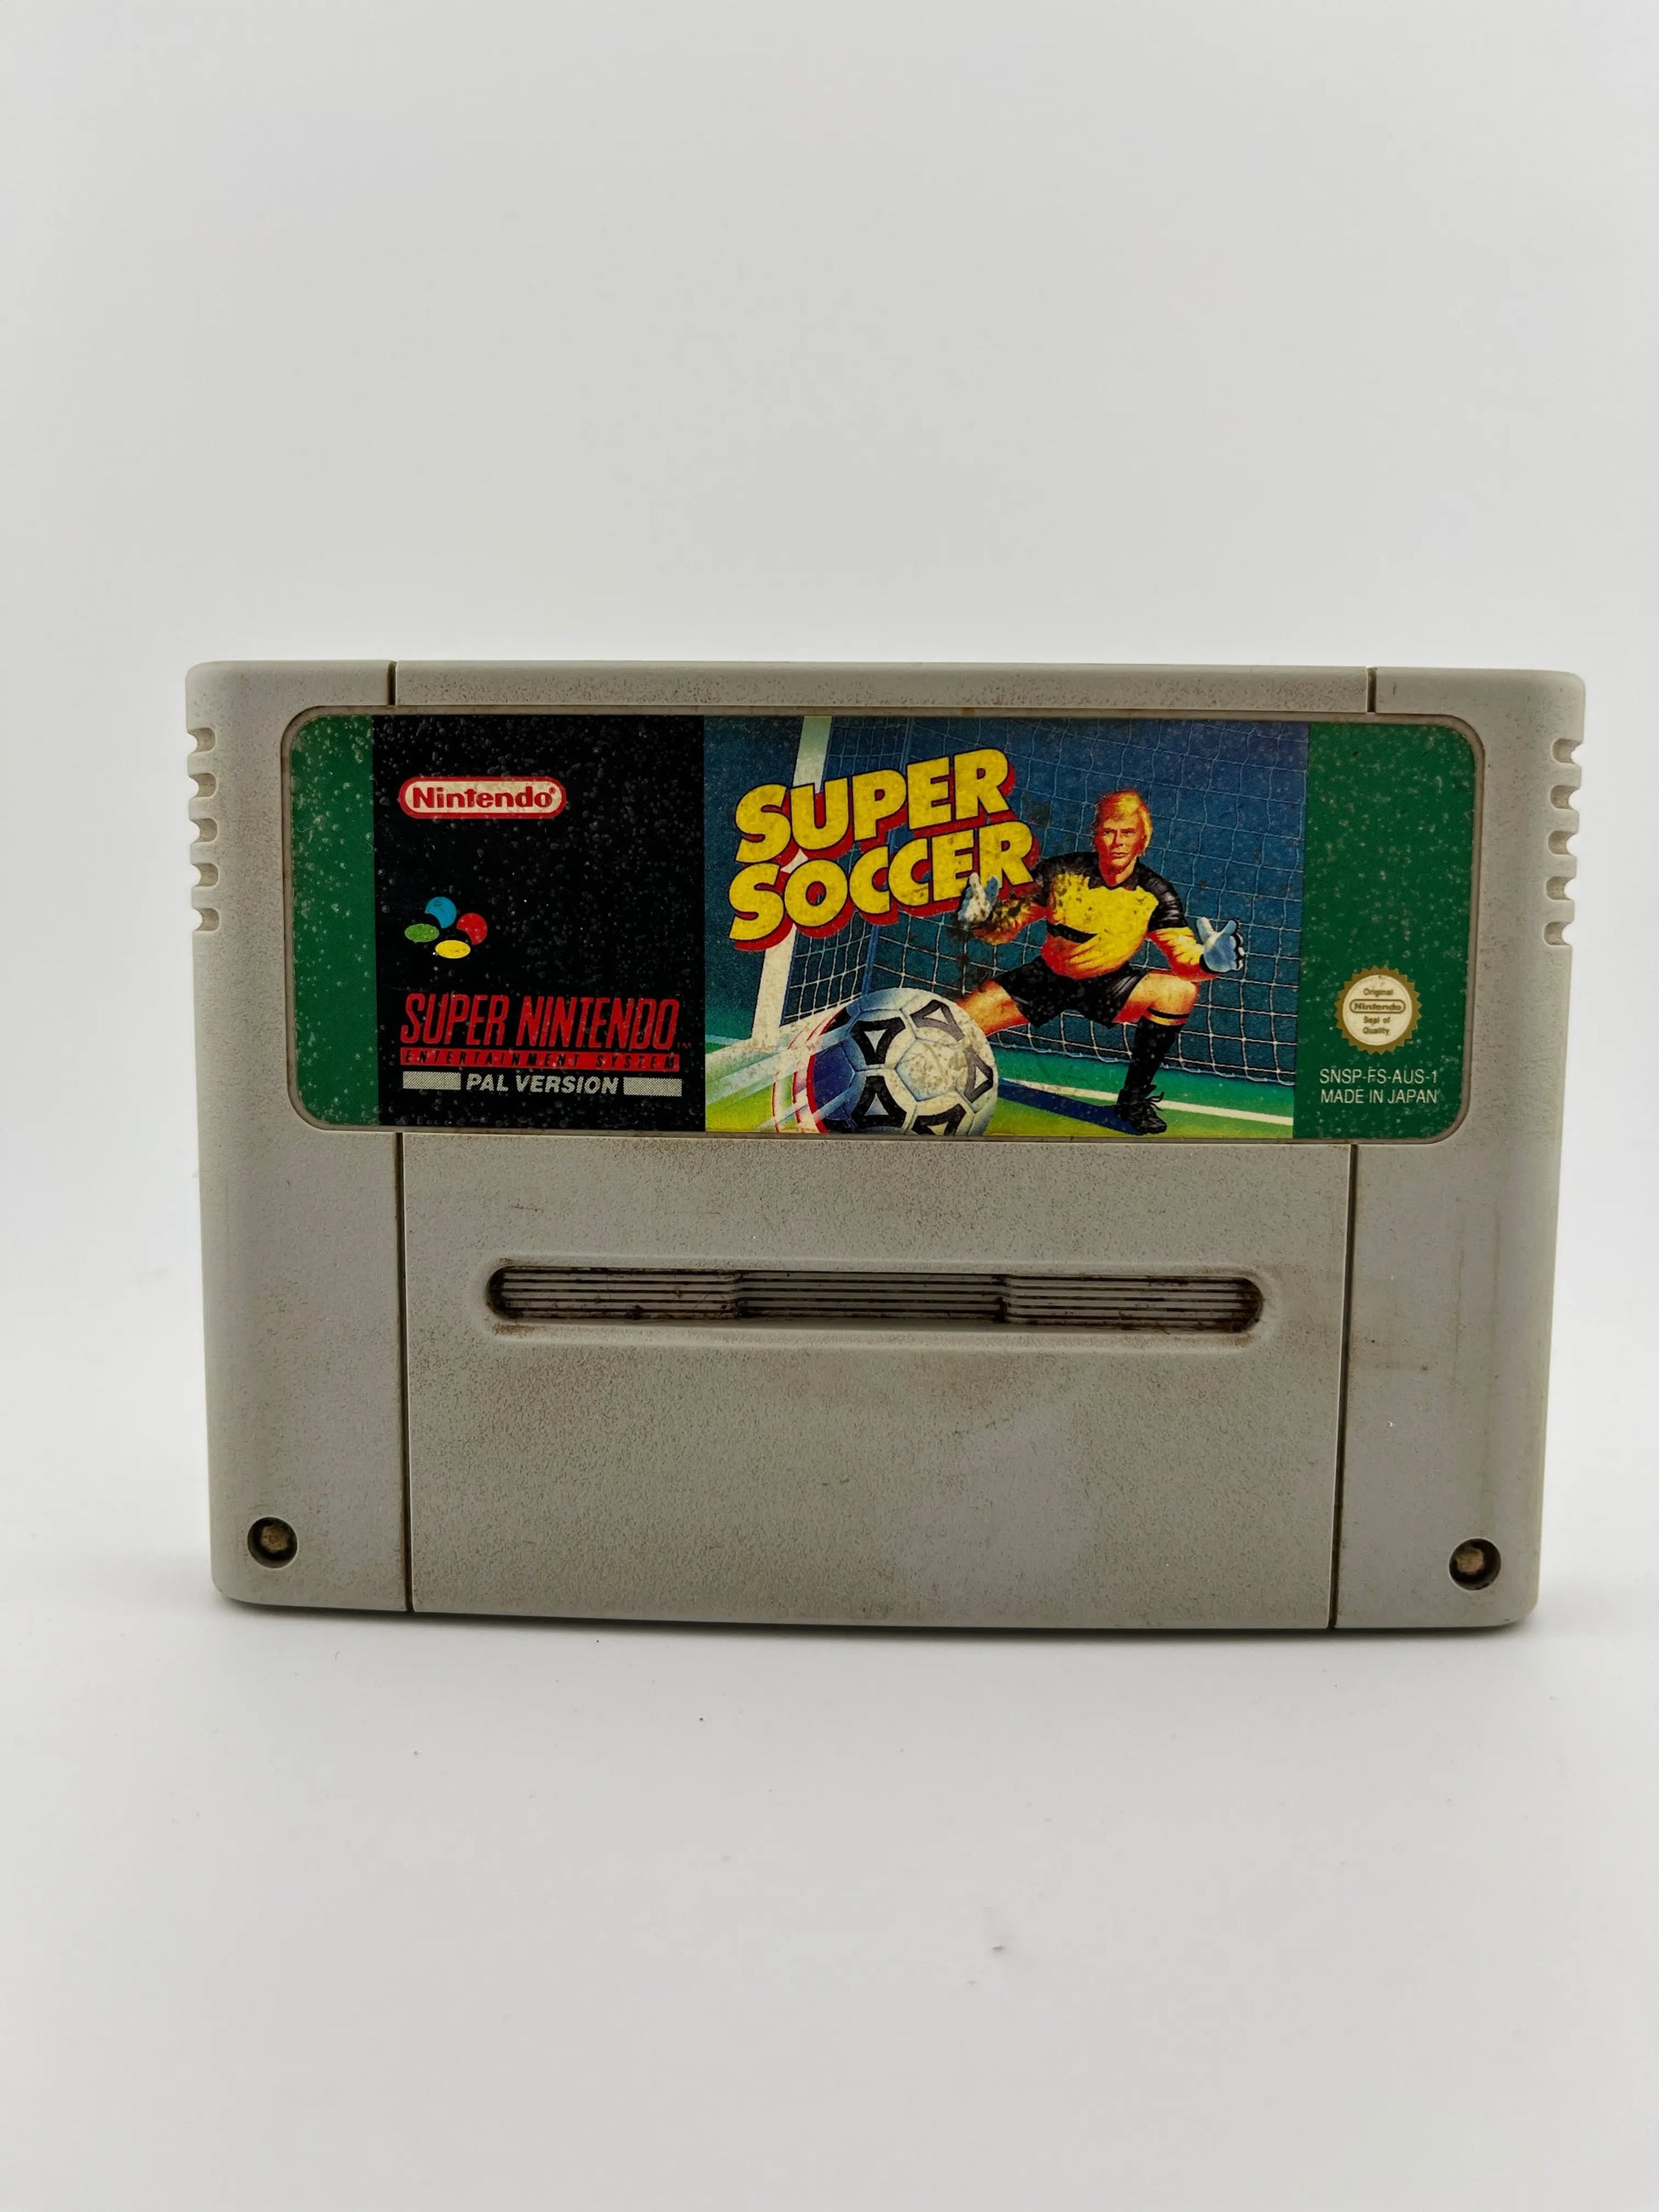 Nintendo®
SUPER NINTENDO™
ENTERTAINMENT SYSTEM
PAL VERSION
SUPER
SOCCER
Original
Nintendo
Seal of
Quality
SNSP-FS-AUS-1
MADE IN JAPAN